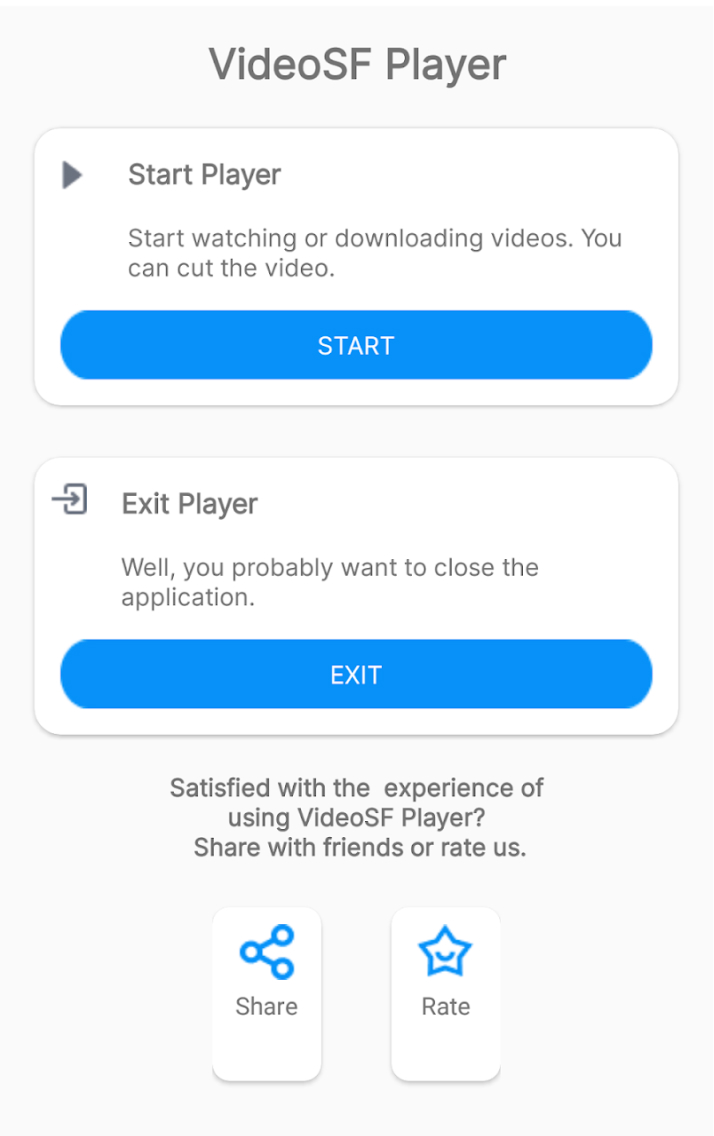 VideoSF Player
Start Player
Start watching or downloading videos. You
can cut the video.
START
Exit Player
Well, you probably want to close the
application.
EXIT
Satisfied with the  experience of
using VideoSF Player?
Share with friends or rate us.
Share
Rate